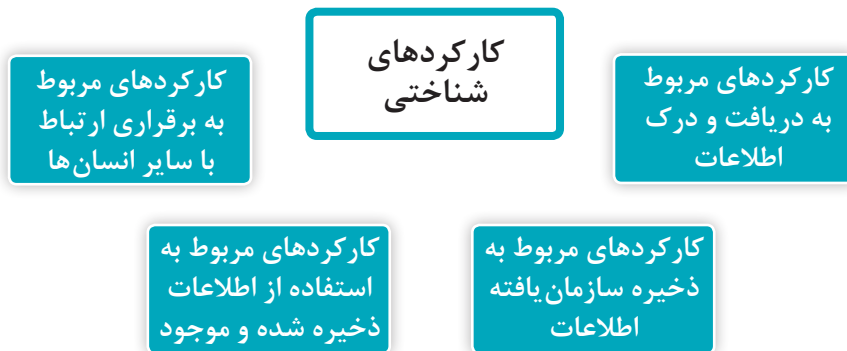 کارکردهای
شناختی
کارکردهای مربوط
به دریافت و درک
اطلاعات
کارکردهای مربوط به
ذخیره سازمان‌یافته
اطلاعات
کارکردهای مربوط به
استفاده از اطلاعات
ذخیره شده و موجود
کارکردهای مربوط
به برقراری ارتباط
با سایر انسان‌ها